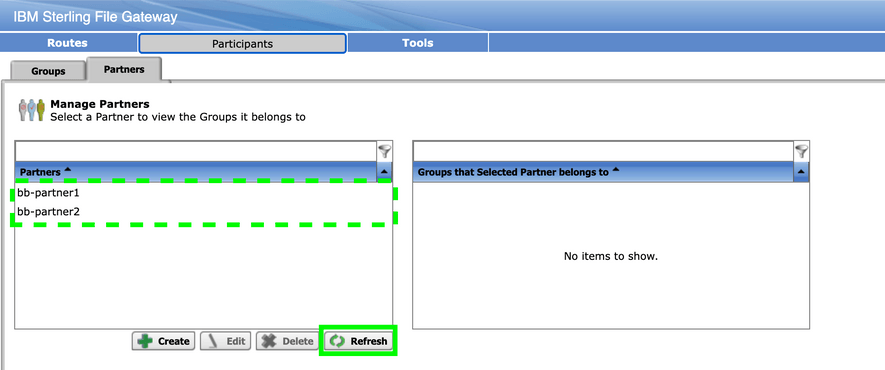 IBM Sterling File Gateway
Routes Participants Tools
Groups Partners
Manage Partners
Select a Partner to view the Groups it belongs to
Partners Groups that Selected Partner belongs to
bb-partner1
bb-partner2
No items to show.
Create Edit Delete Refresh